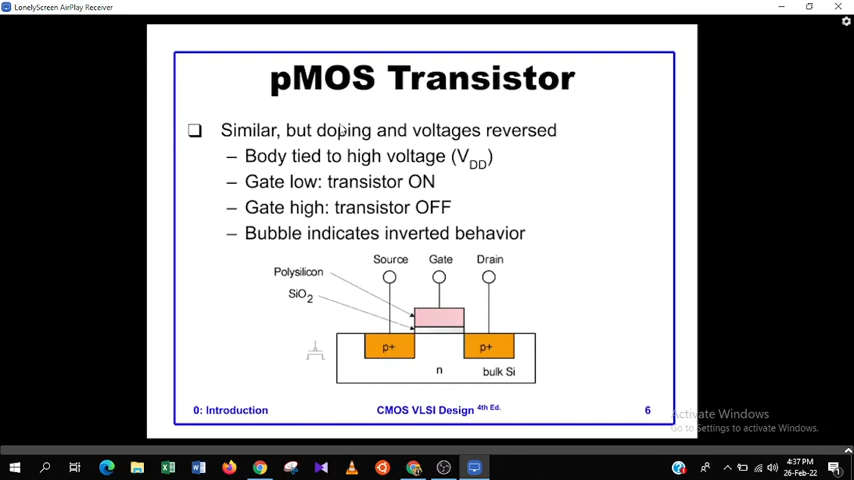 LonelyScreen AirPlay Receiver
pMOS Transistor
Similar, but doping and voltages reversed
– Body tied to high voltage (VDD)
– Gate low: transistor ON
– Gate high: transistor OFF
– Bubble indicates inverted behavior
Source Gate Drain
Polysilicon
SiO2
p+ p+
n bulk Si
0: Introduction CMOS VLSI Design 4th Ed. 6
Activate Windows
Go to Settings to activate Windows.
4:37 PM
26-Feb-22